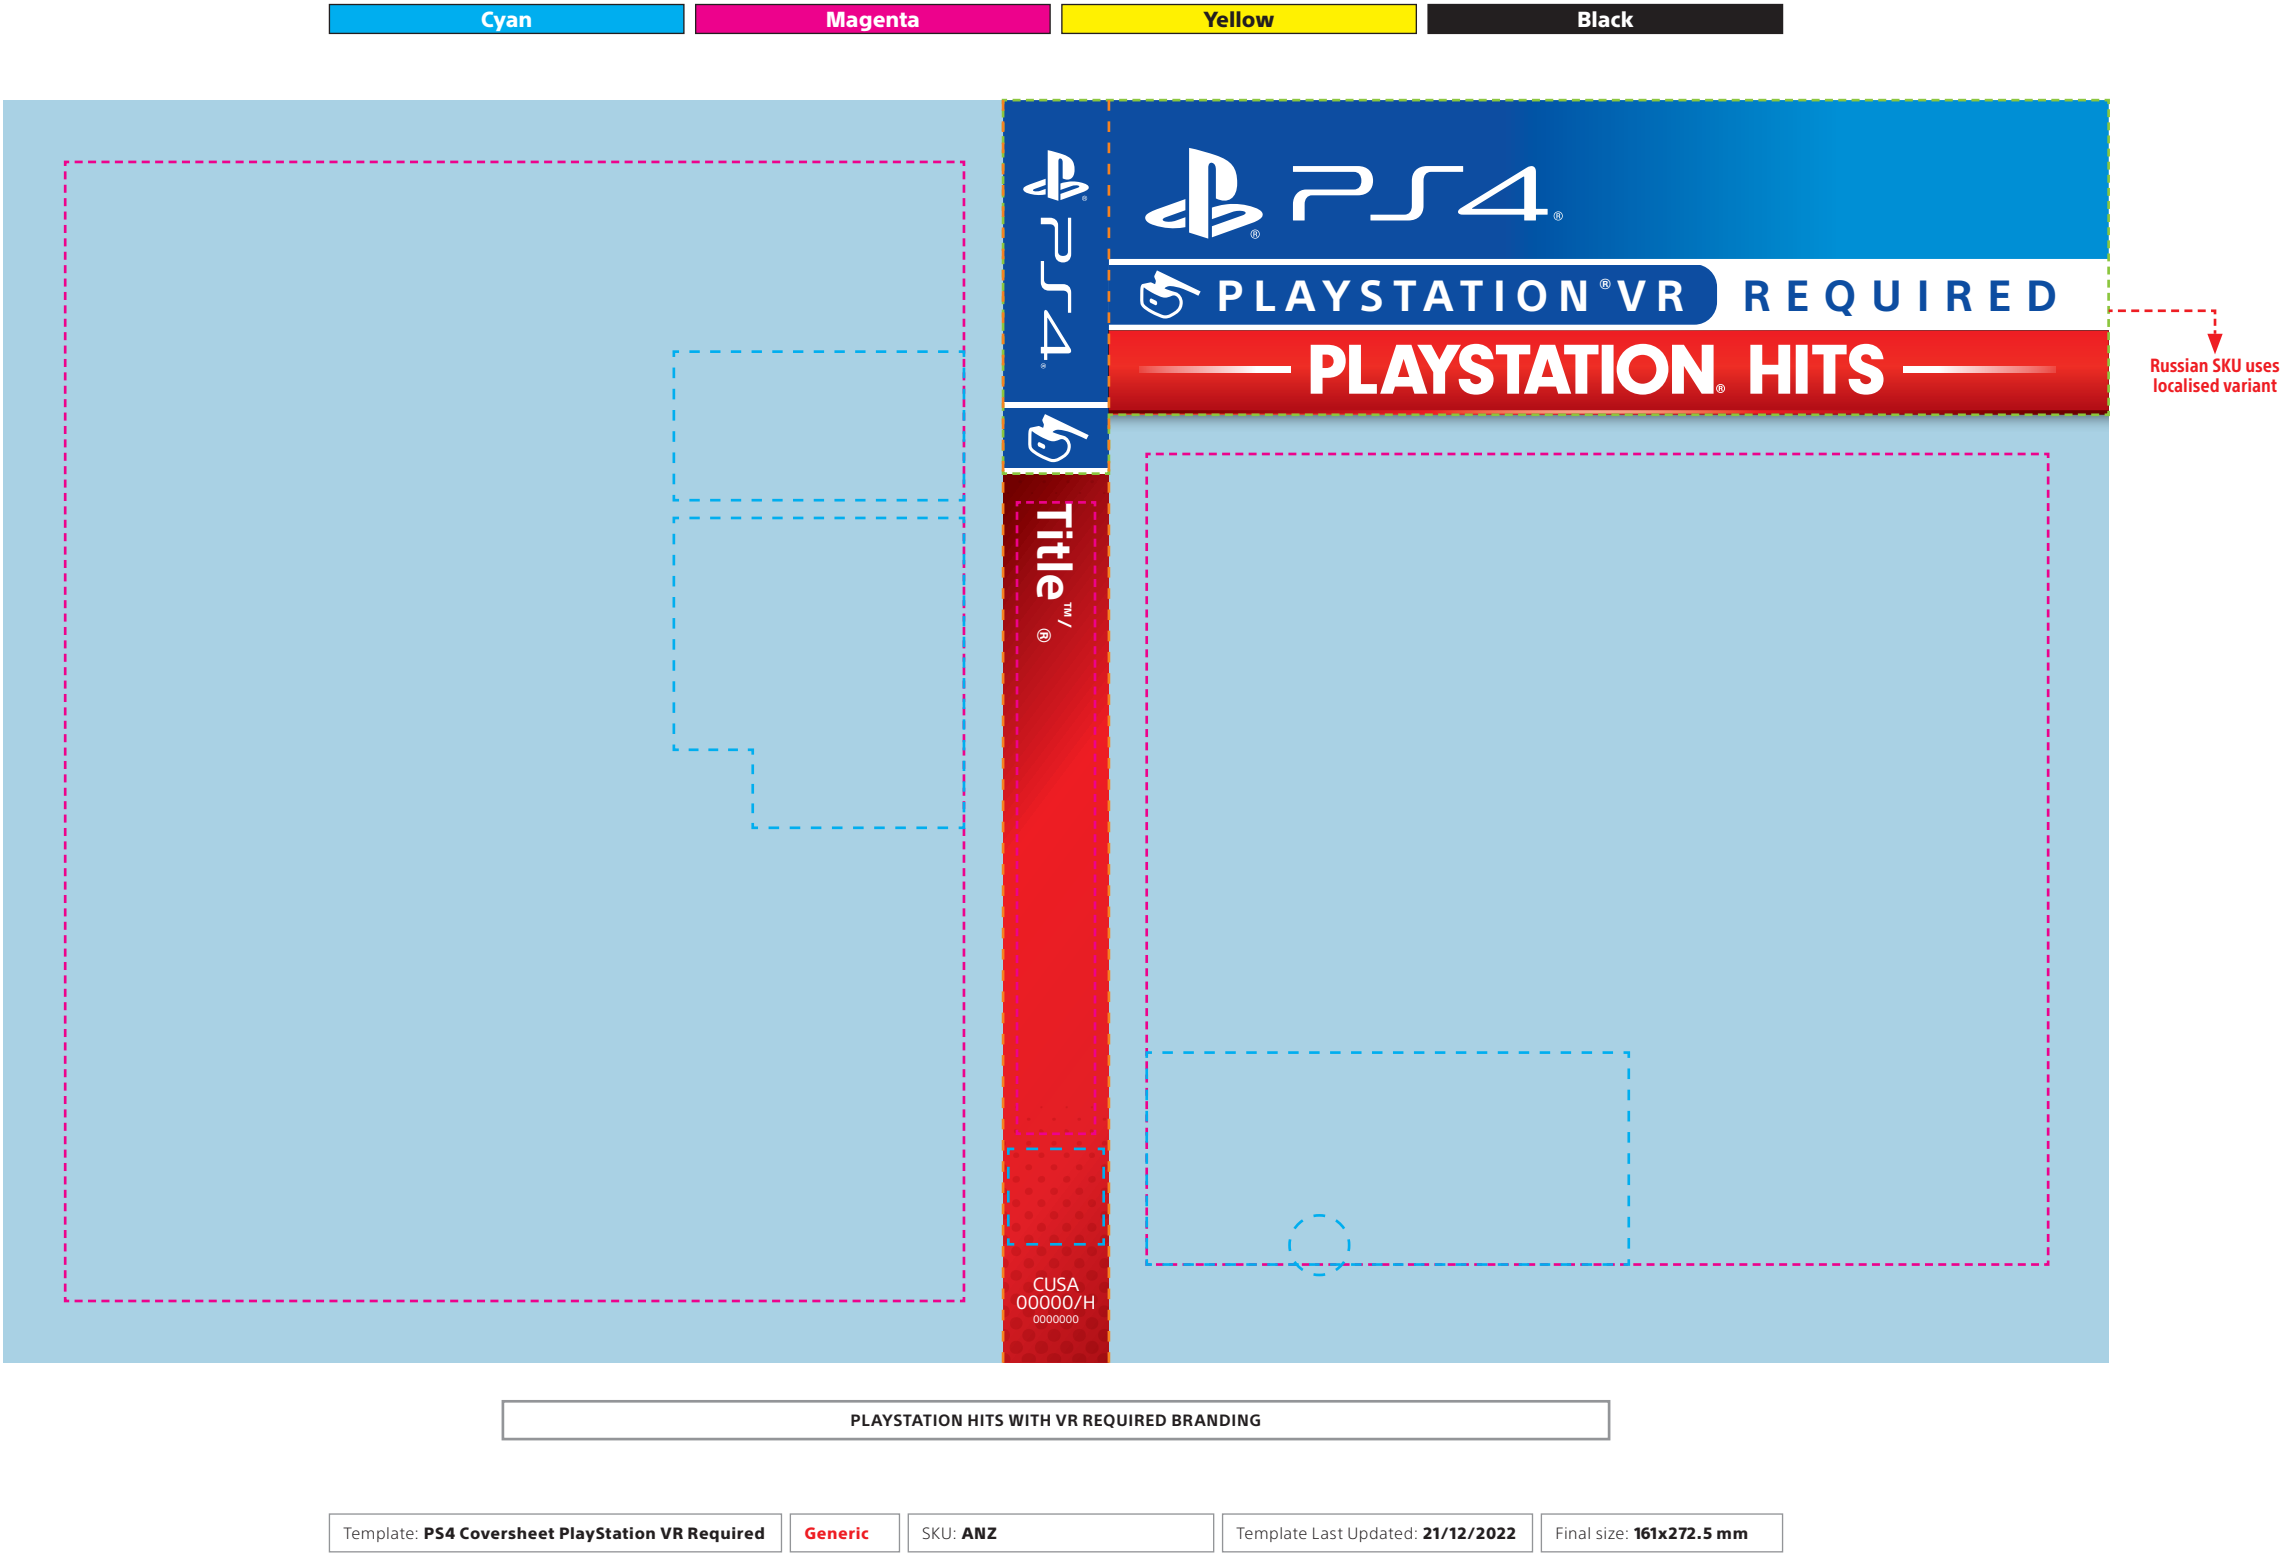 Cyan
Magenta
Yellow
Black
PS4®
PS4®
PLAYSTATION®VR REQUIRED
PLAYSTATION® HITS
Russian SKU uses
localised variant
Title™/®
CUSA
00000/H
0000000
PLAYSTATION HITS WITH VR REQUIRED BRANDING
Template: PS4 Coversheet PlayStation VR Required
Generic
SKU: ANZ
Template Last Updated: 21/12/2022
Final size: 161x272.5 mm